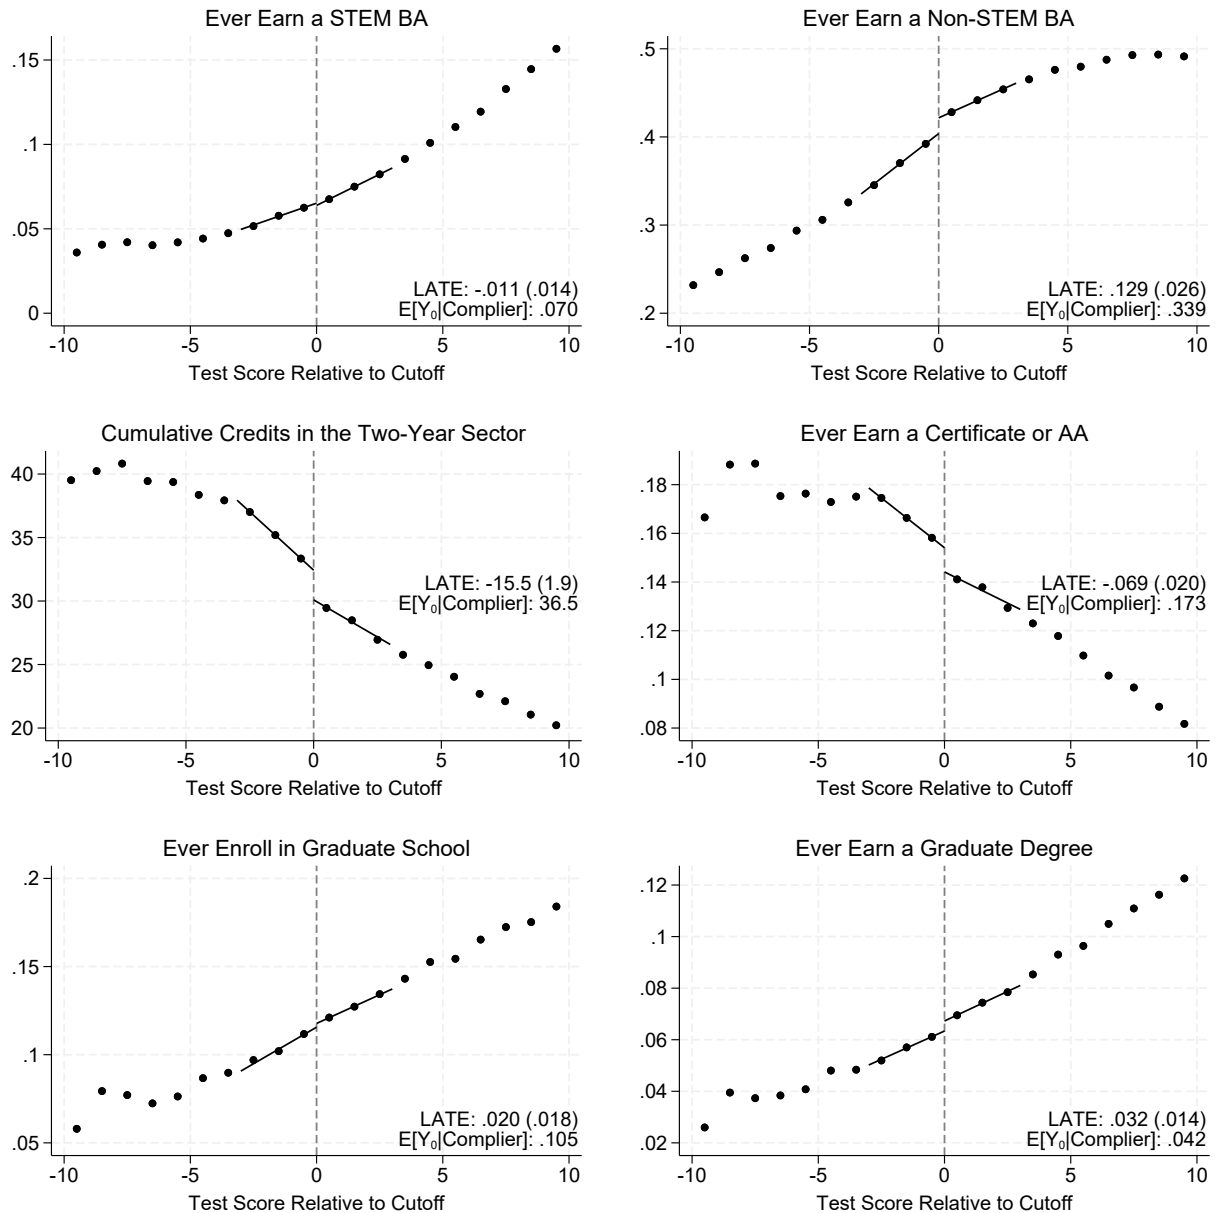 Ever Earn a STEM BA
.15
.1
.05
0
LATE: -.011 (.014)
E[Y₀|Complier]: .070
-10 -5 0 5 10
Test Score Relative to Cutoff
Ever Earn a Non-STEM BA
.5
.4
.3
.2
LATE: .129 (.026)
E[Y₀|Complier]: .339
-10 -5 0 5 10
Test Score Relative to Cutoff
Cumulative Credits in the Two-Year Sector
40
35
30
25
20
LATE: -15.5 (1.9)
E[Y₀|Complier]: 36.5
-10 -5 0 5 10
Test Score Relative to Cutoff
Ever Earn a Certificate or AA
.18
.16
.14
.12
.1
.08
LATE: -.069 (.020)
E[Y₀|Complier]: .173
-10 -5 0 5 10
Test Score Relative to Cutoff
Ever Enroll in Graduate School
.2
.15
.1
.05
LATE: .020 (.018)
E[Y₀|Complier]: .105
-10 -5 0 5 10
Test Score Relative to Cutoff
Ever Earn a Graduate Degree
.12
.1
.08
.06
.04
.02
LATE: .032 (.014)
E[Y₀|Complier]: .042
-10 -5 0 5 10
Test Score Relative to Cutoff